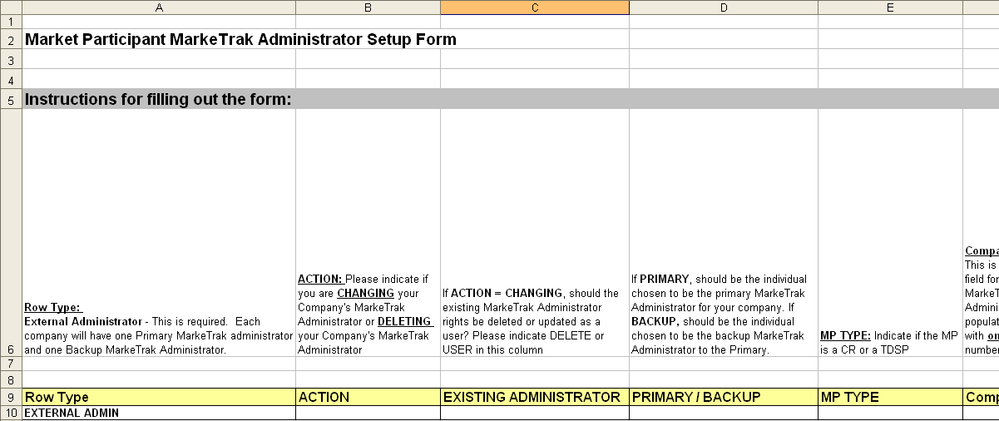 A B C D E
1
2 Market Participant MarkeTrak Administrator Setup Form
3
4
5 Instructions for filling out the form:
6
Row Type:
External Administrator - This is required. Each
company will have one Primary MarkeTrak administrator
and one Backup MarkeTrak Administrator.
ACTION: Please indicate if
you are CHANGING your
Company's MarkeTrak
Administrator or DELETING
your Company's MarkeTrak
Administrator
If ACTION = CHANGING, should the
existing MarkeTrak Administrator
rights be deleted or updated as a
user? Please indicate DELETE or
USER in this column
If PRIMARY, should be the individual
chosen to be the primary MarkeTrak
Administrator for your company. If
BACKUP, should be the individual
chosen to be the backup MarkeTrak
Administrator to the Primary.
MP TYPE: Indicate if the MP
is a CR or a TDSP
Compa
This is
field for
MarkeT
Admini
populat
with on
number
7
8
9 Row Type ACTION EXISTING ADMINISTRATOR PRIMARY / BACKUP MP TYPE Comp
10 EXTERNAL ADMIN